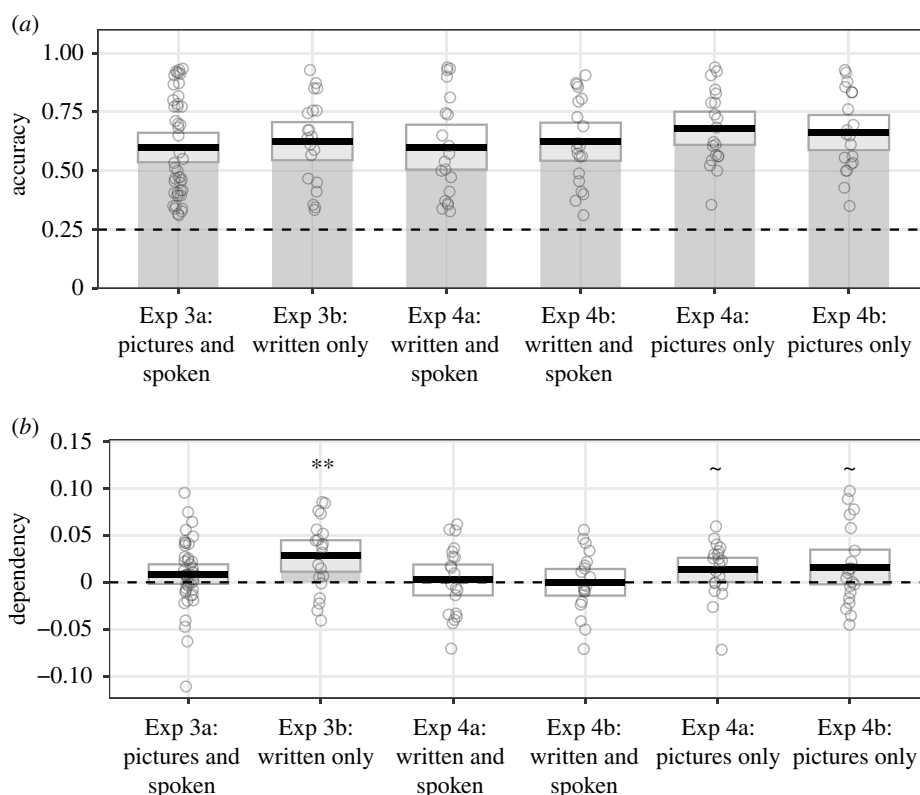 (a)
1.00
0.75
0.50
0.25
0
accuracy
Exp 3a:
pictures and
spoken
Exp 3b:
written only
Exp 4a:
written and
spoken
Exp 4b:
written and
spoken
Exp 4a:
pictures only
Exp 4b:
pictures only
(b)
0.15
0.10
0.05
0
−0.05
−0.10
dependency
**
~
~
Exp 3a:
pictures and
spoken
Exp 3b:
written only
Exp 4a:
written and
spoken
Exp 4b:
written and
spoken
Exp 4a:
pictures only
Exp 4b:
pictures only